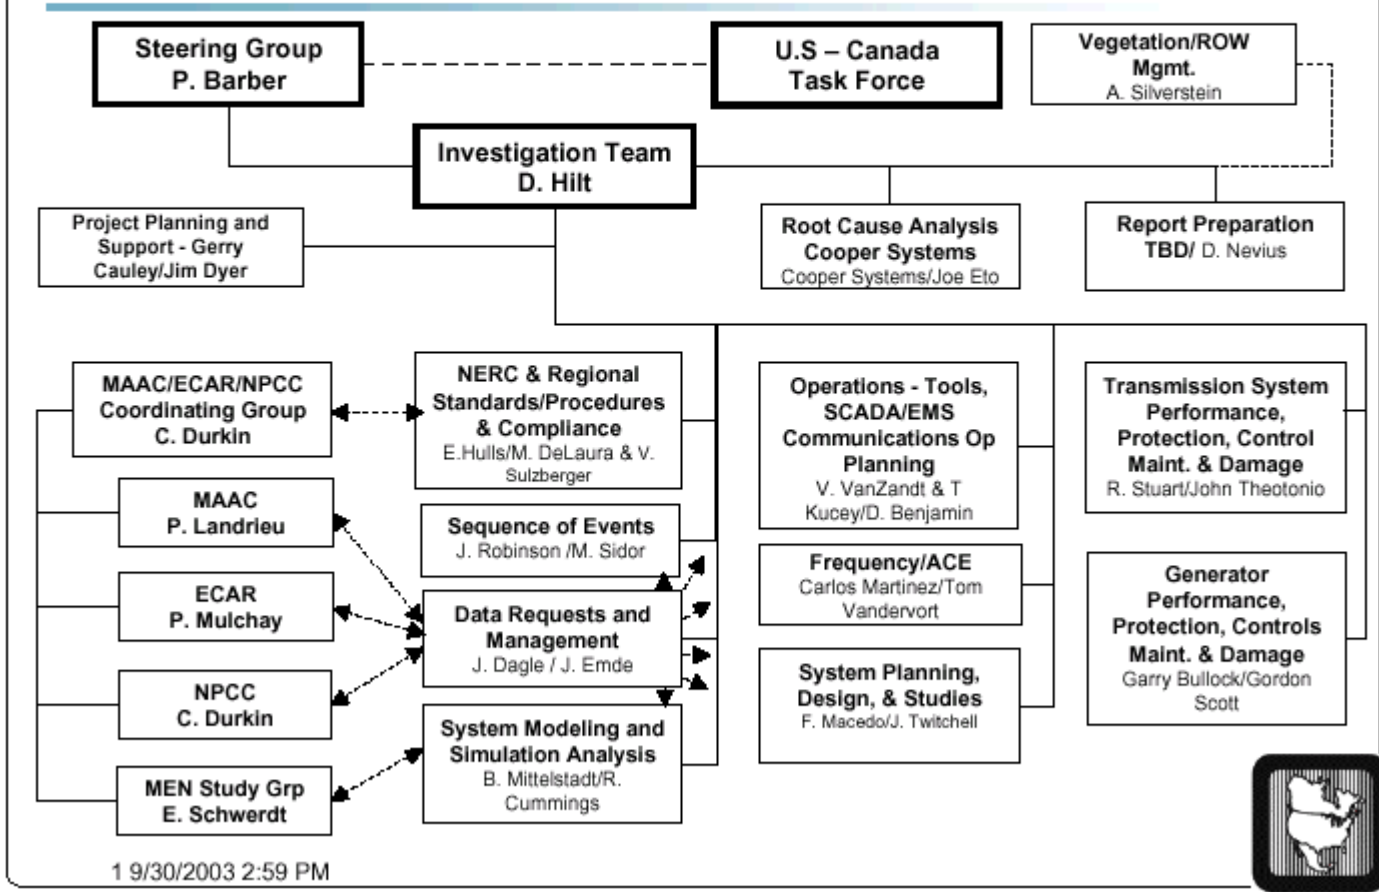 Steering Group
P. Barber
U.S – Canada
Task Force
Vegetation/ROW
Mgmt.
A. Silverstein
Investigation Team
D. Hilt
Project Planning and
Support - Gerry
Cauley/Jim Dyer
Root Cause Analysis
Cooper Systems
Cooper Systems/Joe Eto
Report Preparation
TBD/ D. Nevius
MAAC/ECAR/NPCC
Coordinating Group
C. Durkin
MAAC
P. Landrieu
ECAR
P. Mulchay
NPCC
C. Durkin
MEN Study Grp
E. Schwerdt
NERC & Regional
Standards/Procedures
& Compliance
E.Hulls/M. DeLaura & V.
Sulzberger
Sequence of Events
J. Robinson /M. Sidor
Data Requests and
Management
J. Dagle / J. Emde
System Modeling and
Simulation Analysis
B. Mittelstadt/R.
Cummings
Operations - Tools,
SCADA/EMS
Communications Op
Planning
V. VanZandt & T
Kucey/D. Benjamin
Frequency/ACE
Carlos Martinez/Tom
Vandervort
System Planning,
Design, & Studies
F. Macedo/J. Twitchell
Transmission System
Performance,
Protection, Control
Maint. & Damage
R. Stuart/John Theotonio
Generator
Performance,
Protection, Controls
Maint. & Damage
Garry Bullock/Gordon
Scott
1 9/30/2003 2:59 PM